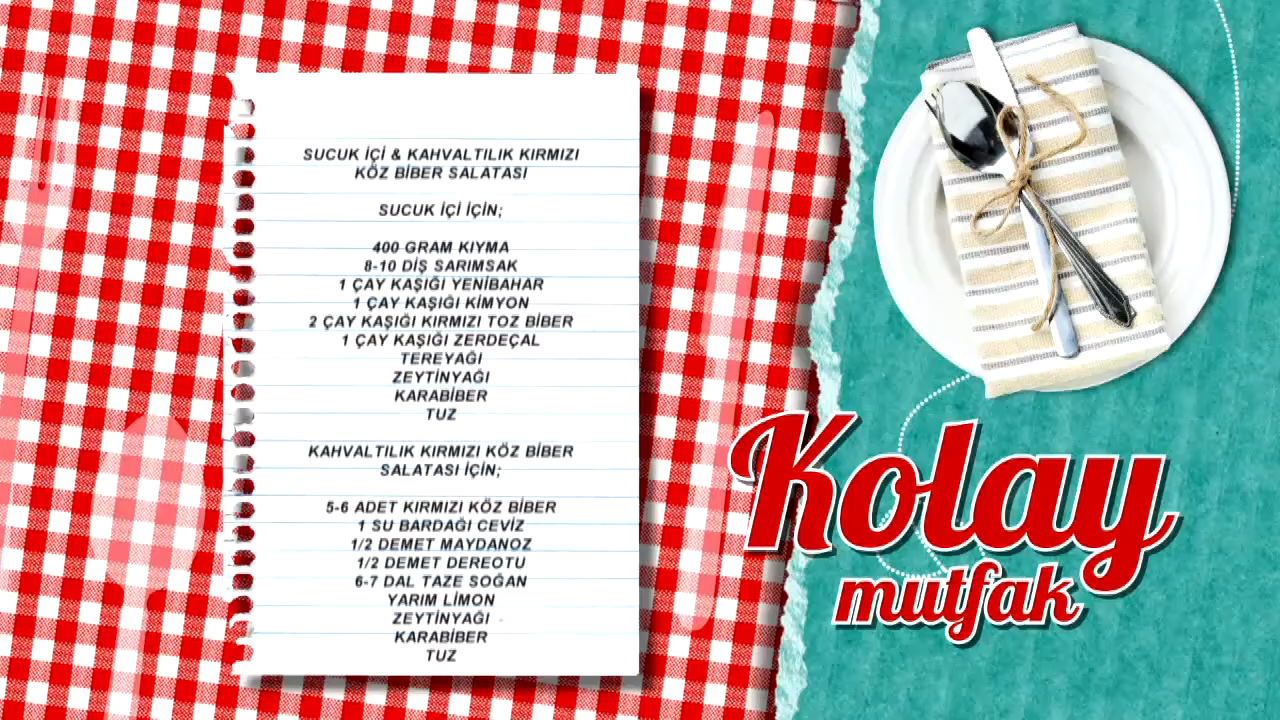 SUCUK İÇİ & KAHVALTILIK KIRMIZI
KÖZ BİBER SALATASI
SUCUK İÇİ İÇİN;
400 GRAM KIYMA
8-10 DİŞ SARIMSAK
1 ÇAY KAŞIĞI YENİBAHAR
1 ÇAY KAŞIĞI KİMYON
2 ÇAY KAŞIĞI KIRMIZI TOZ BİBER
1 ÇAY KAŞIĞI ZERDEÇAL
TEREYAĞI
ZEYTİNYAĞI
KARABİBER
TUZ
KAHVALTILIK KIRMIZI KÖZ BİBER
SALATASI İÇİN;
5-6 ADET KIRMIZI KÖZ BİBER
1 SU BARDAĞI CEVİZ
1/2 DEMET MAYDANOZ
1/2 DEMET DEREOTU
6-7 DAL TAZE SOĞAN
YARIM LİMON
ZEYTİNYAĞI
KARABİBER
TUZ
Kolay
mutfak